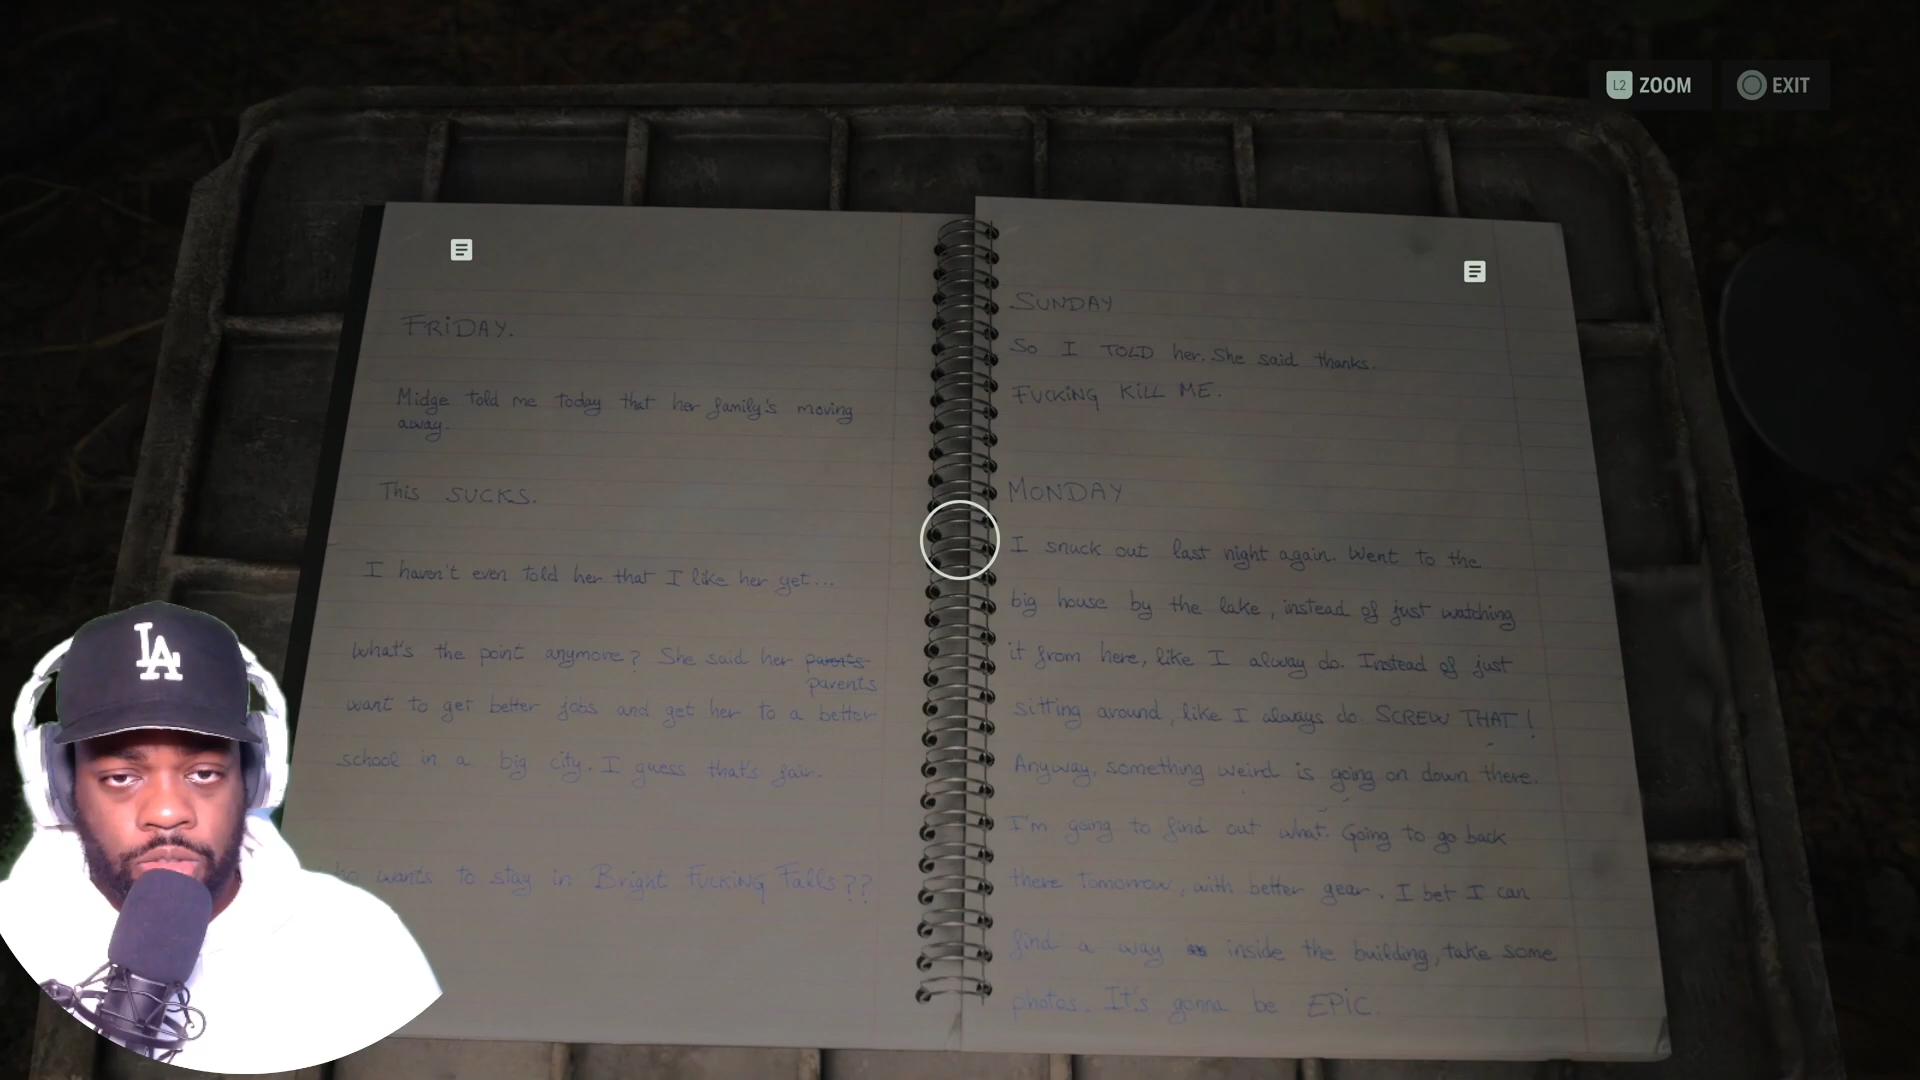 L2 ZOOM
EXIT
FRIDAY.
Midge told me today that her family's moving
away.
This SUCKS.
I haven't even told her that I like her yet...
What's the point anymore? She said her parents
parents
want to get better jobs and get her to a better
school in a big city. I guess that's fair.
wants to stay in Bright FUCKING Falls??
SUNDAY
So I TOLD her. She said thanks.
FUCKING KILL ME.
MONDAY
I snuck out last night again. Went to the
big house by the lake, instead of just watching
it from here, like I alway do. Instead of just
sitting around, like I always do. SCREW THAT!
Anyway, something weird is going on down there.
I'm going to find out what. Going to go back
there tomorrow, with better gear. I bet I can
find a way inside the building, take some
photos. It's gonna be EPIC.
LA